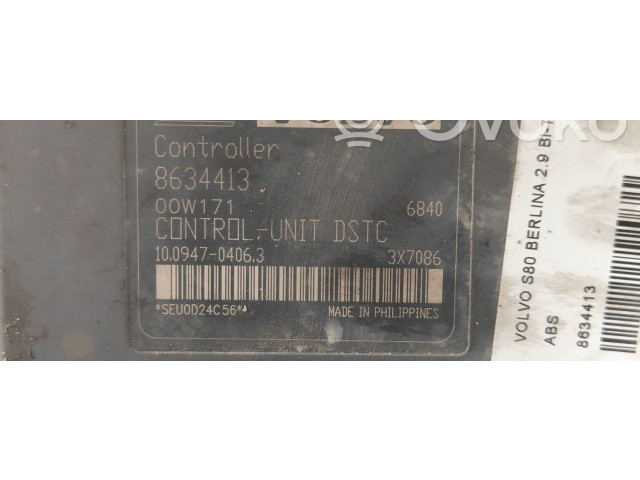 Controller
8634413
00W171 6840
CONTROL-UNIT DSTC
10.0947-0406.3 3X7086
*SEU0D24C56*
MADE IN PHILIPPINES
VOLVO S80 BERLINA 2.9 BI-T
ABS
8634413